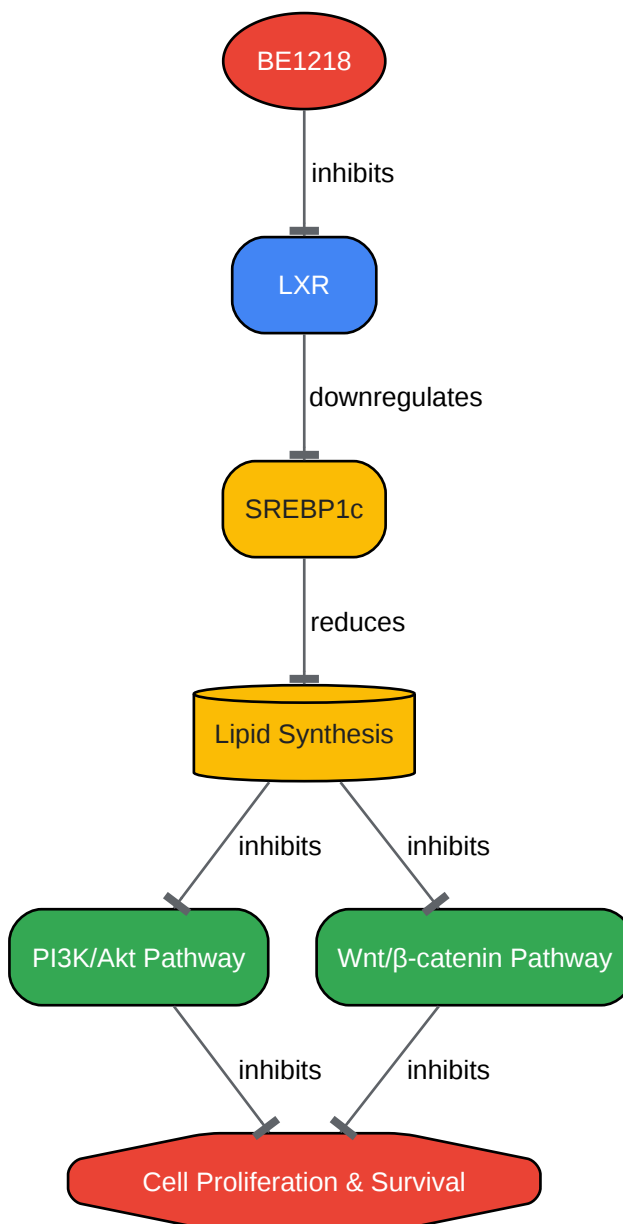 BE1218
inhibits
LXR
downregulates
SREBP1c
reduces
Lipid Synthesis
inhibits
inhibits
PI3K/Akt Pathway
Wnt/β-catenin Pathway
inhibits
inhibits
Cell Proliferation & Survival